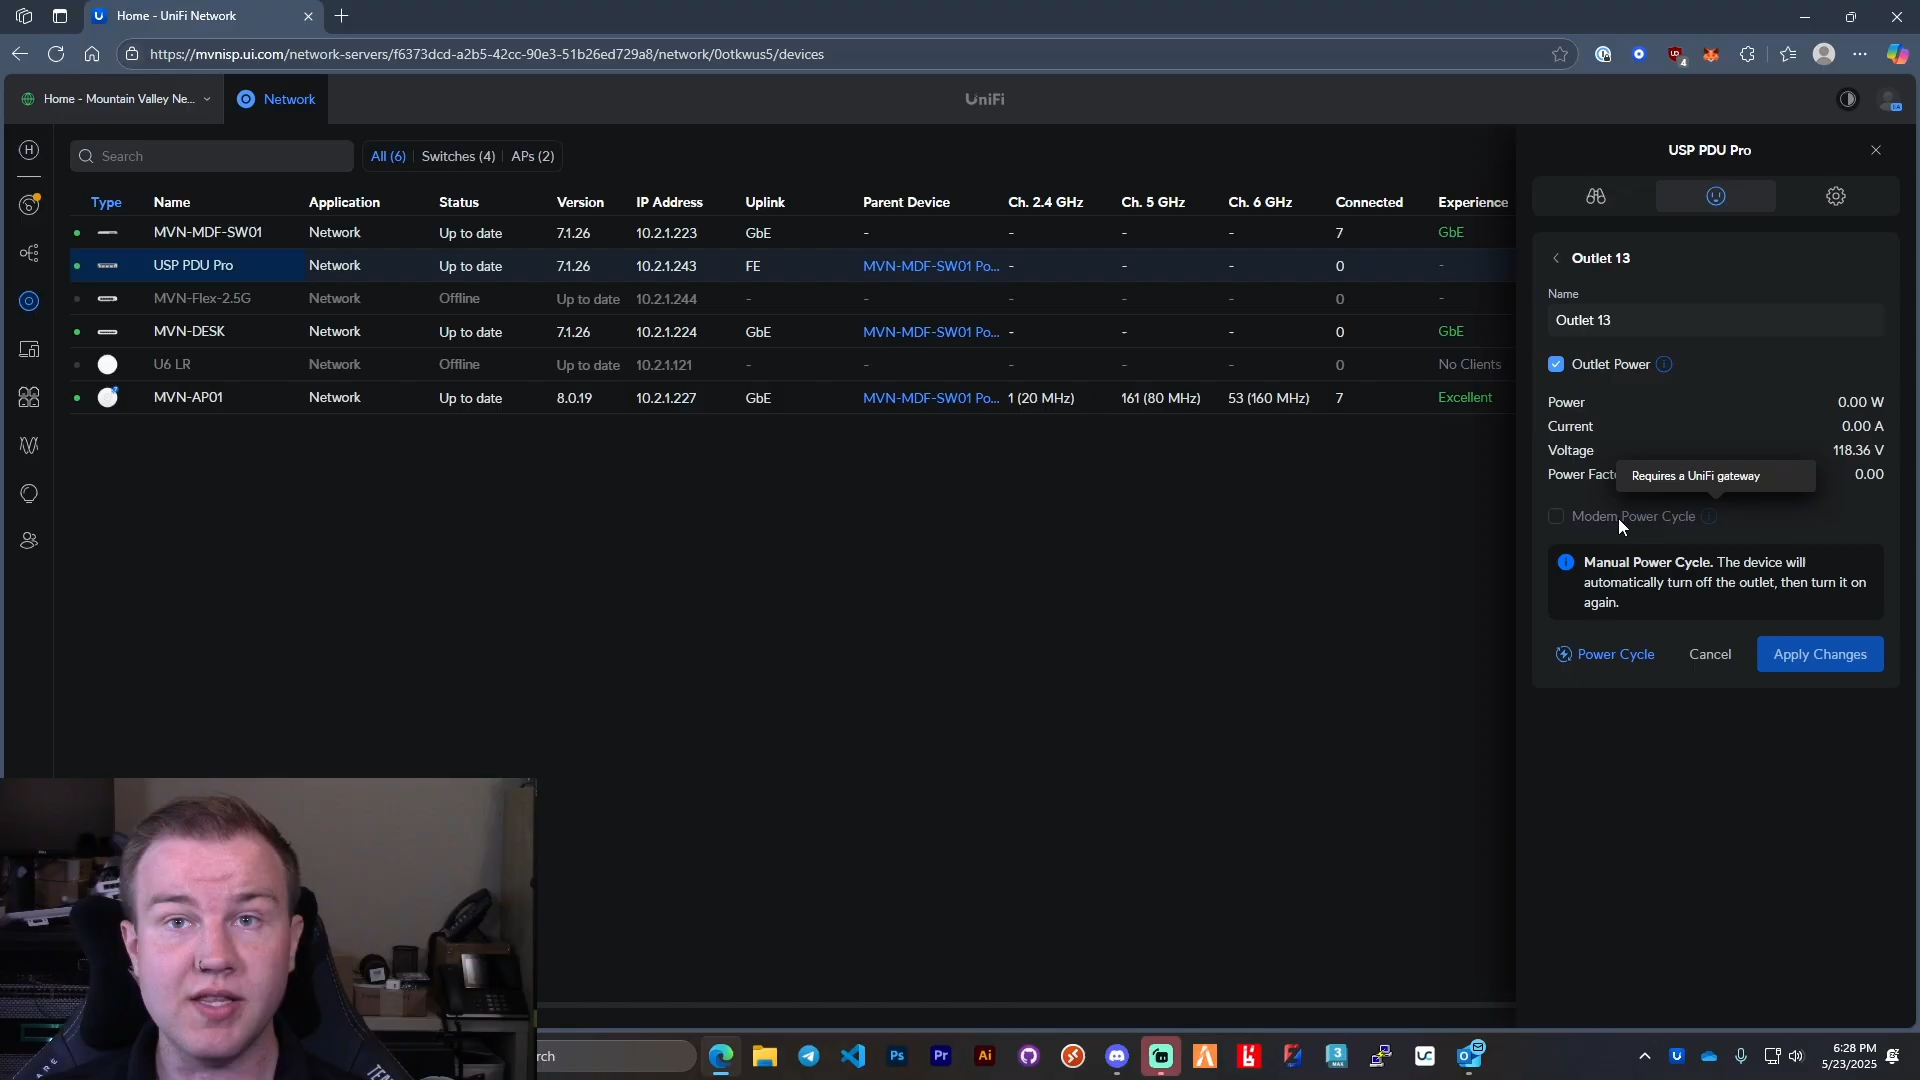 Home - UniFi Network
https://mvnisp.ui.com/network-servers/f6373dcd-a2b5-42cc-90e3-51b26ed729a8/network/0otkwus5/devices
4
Home - Mountain Valley Ne...
Network
UniFi
H
Search
All (6) Switches (4) APs (2)
Type Name Application Status Version IP Address Uplink Parent Device Ch. 2.4 GHz Ch. 5 GHz Ch. 6 GHz Connected Experience
MVN-MDF-SW01 Network Up to date 7.1.26 10.2.1.223 GbE - - - - 7 GbE
USP PDU Pro Network Up to date 7.1.26 10.2.1.243 FE MVN-MDF-SW01 Po... - - - 0 -
MVN-Flex-2.5G Network Offline Up to date 10.2.1.244 - - - - - 0 -
MVN-DESK Network Up to date 7.1.26 10.2.1.224 GbE MVN-MDF-SW01 Po... - - - 0 GbE
U6 LR Network Offline Up to date 10.2.1.121 - - - - - 0 No Clients
MVN-AP01 Network Up to date 8.0.19 10.2.1.227 GbE MVN-MDF-SW01 Po... 1 (20 MHz) 161 (80 MHz) 53 (160 MHz) 7 Excellent
USP PDU Pro
Outlet 13
Name
Outlet 13
Outlet Power
Power 0.00 W
Current 0.00 A
Voltage 118.36 V
Power Fact 0.00
Requires a UniFi gateway
Modem Power Cycle
Manual Power Cycle. The device will
automatically turn off the outlet, then turn it on
again.
Power Cycle Cancel Apply Changes
rch
Ps
Pr
Ai
3
MAX
6:28 PM
5/23/2025